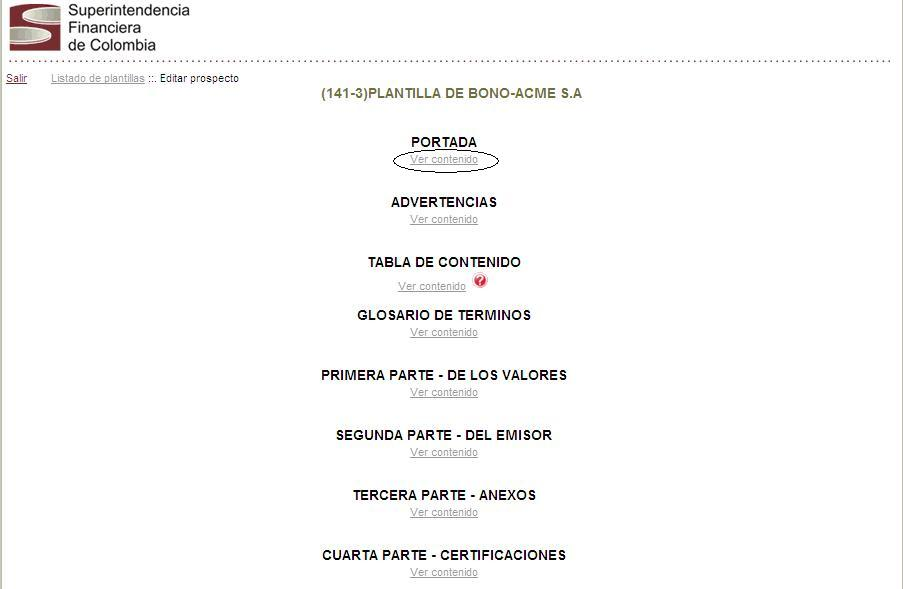 Superintendencia
Financiera
de Colombia
Salir Listado de plantillas ::. Editar prospecto
(141-3)PLANTILLA DE BONO-ACME S.A
PORTADA
Ver contenido
ADVERTENCIAS
Ver contenido
TABLA DE CONTENIDO
Ver contenido ?
GLOSARIO DE TERMINOS
Ver contenido
PRIMERA PARTE - DE LOS VALORES
Ver contenido
SEGUNDA PARTE - DEL EMISOR
Ver contenido
TERCERA PARTE - ANEXOS
Ver contenido
CUARTA PARTE - CERTIFICACIONES
Ver contenido